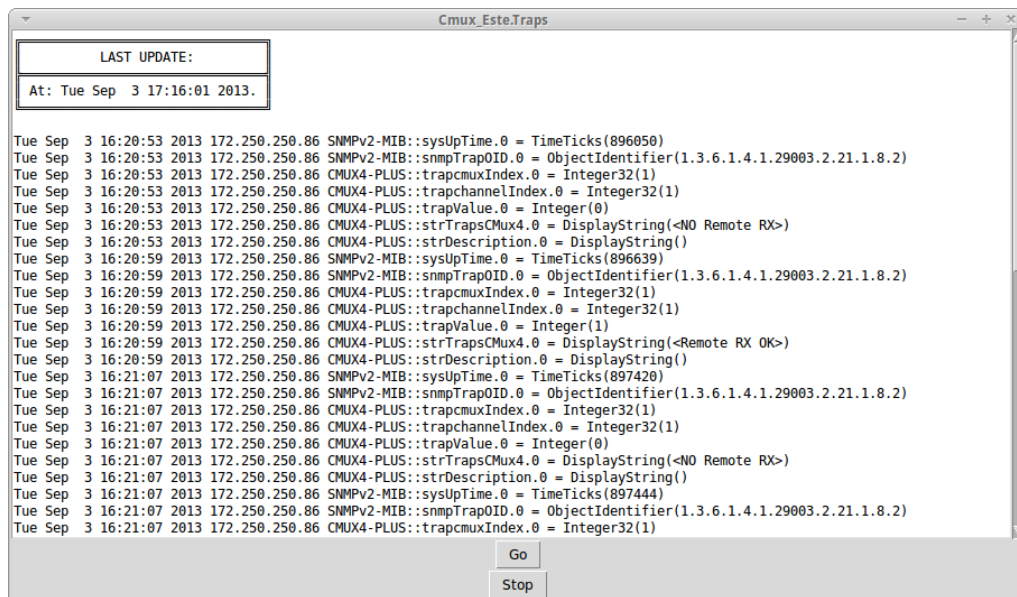 Cmux_Este.Traps
LAST UPDATE:
At: Tue Sep  3 17:16:01 2013.
Tue Sep  3 16:20:53 2013 172.250.250.86 SNMPv2-MIB::sysUpTime.0 = TimeTicks(896050)
Tue Sep  3 16:20:53 2013 172.250.250.86 SNMPv2-MIB::snmpTrapOID.0 = ObjectIdentifier(1.3.6.1.4.1.29003.2.21.1.8.2)
Tue Sep  3 16:20:53 2013 172.250.250.86 CMUX4-PLUS::trapcmuxIndex.0 = Integer32(1)
Tue Sep  3 16:20:53 2013 172.250.250.86 CMUX4-PLUS::trapchannelIndex.0 = Integer32(1)
Tue Sep  3 16:20:53 2013 172.250.250.86 CMUX4-PLUS::trapValue.0 = Integer(0)
Tue Sep  3 16:20:53 2013 172.250.250.86 CMUX4-PLUS::strTrapsCMux4.0 = DisplayString(<NO Remote RX>)
Tue Sep  3 16:20:53 2013 172.250.250.86 CMUX4-PLUS::strDescription.0 = DisplayString()
Tue Sep  3 16:20:59 2013 172.250.250.86 SNMPv2-MIB::sysUpTime.0 = TimeTicks(896639)
Tue Sep  3 16:20:59 2013 172.250.250.86 SNMPv2-MIB::snmpTrapOID.0 = ObjectIdentifier(1.3.6.1.4.1.29003.2.21.1.8.2)
Tue Sep  3 16:20:59 2013 172.250.250.86 CMUX4-PLUS::trapcmuxIndex.0 = Integer32(1)
Tue Sep  3 16:20:59 2013 172.250.250.86 CMUX4-PLUS::trapchannelIndex.0 = Integer32(1)
Tue Sep  3 16:20:59 2013 172.250.250.86 CMUX4-PLUS::trapValue.0 = Integer(1)
Tue Sep  3 16:20:59 2013 172.250.250.86 CMUX4-PLUS::strTrapsCMux4.0 = DisplayString(<Remote RX OK>)
Tue Sep  3 16:20:59 2013 172.250.250.86 CMUX4-PLUS::strDescription.0 = DisplayString()
Tue Sep  3 16:21:07 2013 172.250.250.86 SNMPv2-MIB::sysUpTime.0 = TimeTicks(897420)
Tue Sep  3 16:21:07 2013 172.250.250.86 SNMPv2-MIB::snmpTrapOID.0 = ObjectIdentifier(1.3.6.1.4.1.29003.2.21.1.8.2)
Tue Sep  3 16:21:07 2013 172.250.250.86 CMUX4-PLUS::trapcmuxIndex.0 = Integer32(1)
Tue Sep  3 16:21:07 2013 172.250.250.86 CMUX4-PLUS::trapchannelIndex.0 = Integer32(1)
Tue Sep  3 16:21:07 2013 172.250.250.86 CMUX4-PLUS::trapValue.0 = Integer(0)
Tue Sep  3 16:21:07 2013 172.250.250.86 CMUX4-PLUS::strTrapsCMux4.0 = DisplayString(<NO Remote RX>)
Tue Sep  3 16:21:07 2013 172.250.250.86 CMUX4-PLUS::strDescription.0 = DisplayString()
Tue Sep  3 16:21:07 2013 172.250.250.86 SNMPv2-MIB::sysUpTime.0 = TimeTicks(897444)
Tue Sep  3 16:21:07 2013 172.250.250.86 SNMPv2-MIB::snmpTrapOID.0 = ObjectIdentifier(1.3.6.1.4.1.29003.2.21.1.8.2)
Tue Sep  3 16:21:07 2013 172.250.250.86 CMUX4-PLUS::trapcmuxIndex.0 = Integer32(1)
Go
Stop